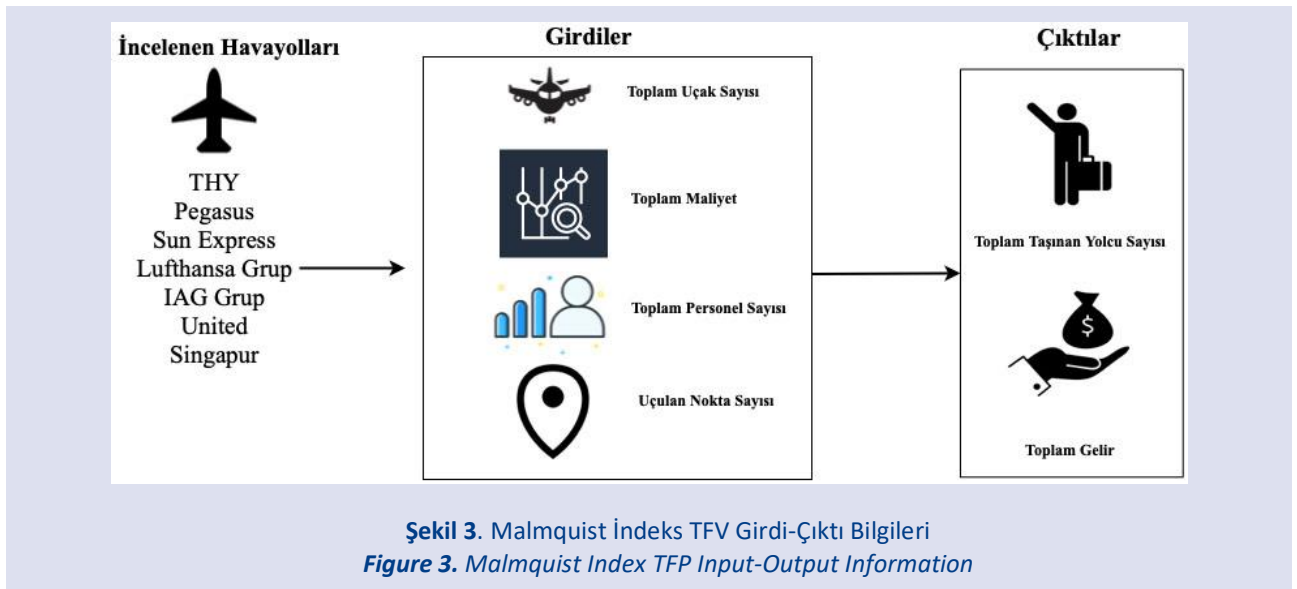 İncelenen Havayolları
THY
Pegasus
Sun Express
Lufthansa Grup
IAG Grup
United
Singapur
Girdiler
Toplam Uçak Sayısı
Toplam Maliyet
Toplam Personel Sayısı
Uçulan Nokta Sayısı
Çıktılar
Toplam Taşınan Yolcu Sayısı
$
Toplam Gelir
Şekil 3. Malmquist İndeks TFV Girdi-Çıktı Bilgileri
Figure 3. Malmquist Index TFP Input-Output Information